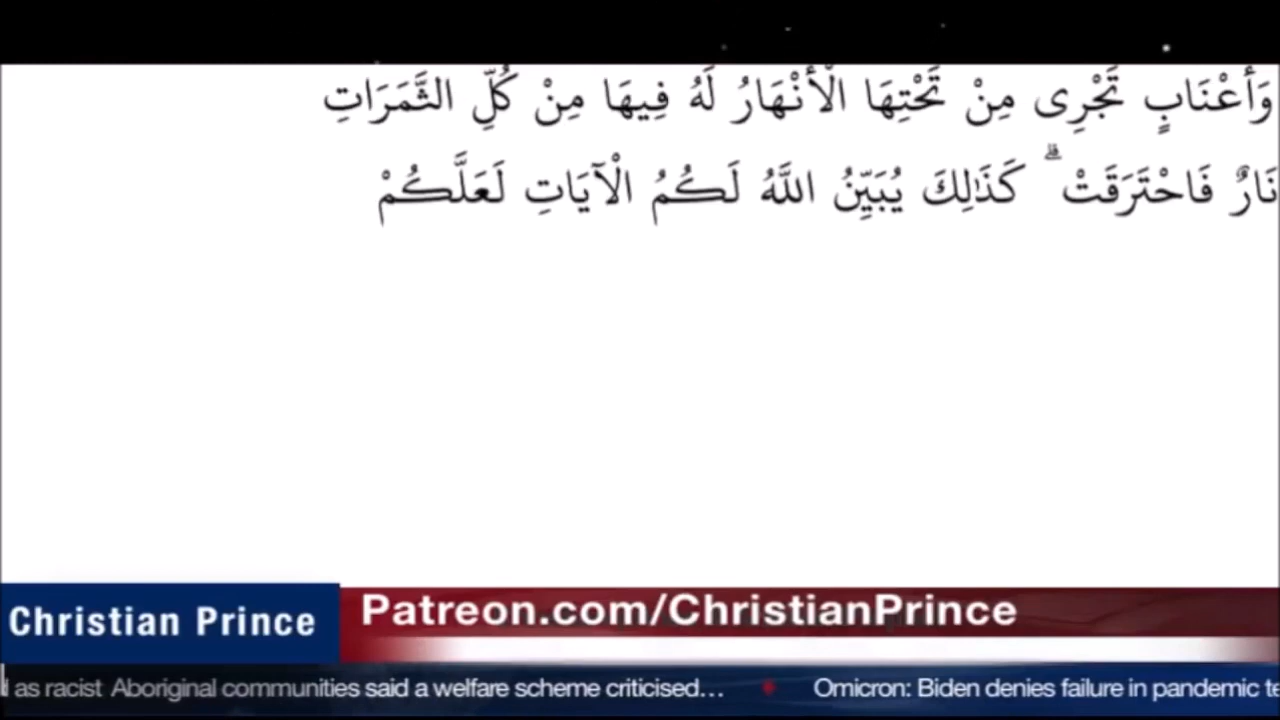 وَأَعْنَابٍ تَجْرِى مِنْ تَحْتِهَا الْأَنْهَارُ لَهُ فِيهَا مِنْ كُلِّ الثَّمَرَاتِ
نَارٌ فَاحْتَرَقَتْ ۗ كَذَٰلِكَ يُبَيِّنُ اللَّهُ لَكُمُ الْآيَاتِ لَعَلَّكُمْ
Christian Prince
Patreon.com/ChristianPrince
as racist Aboriginal communities said a welfare scheme criticised... Omicron: Biden denies failure in pandemic